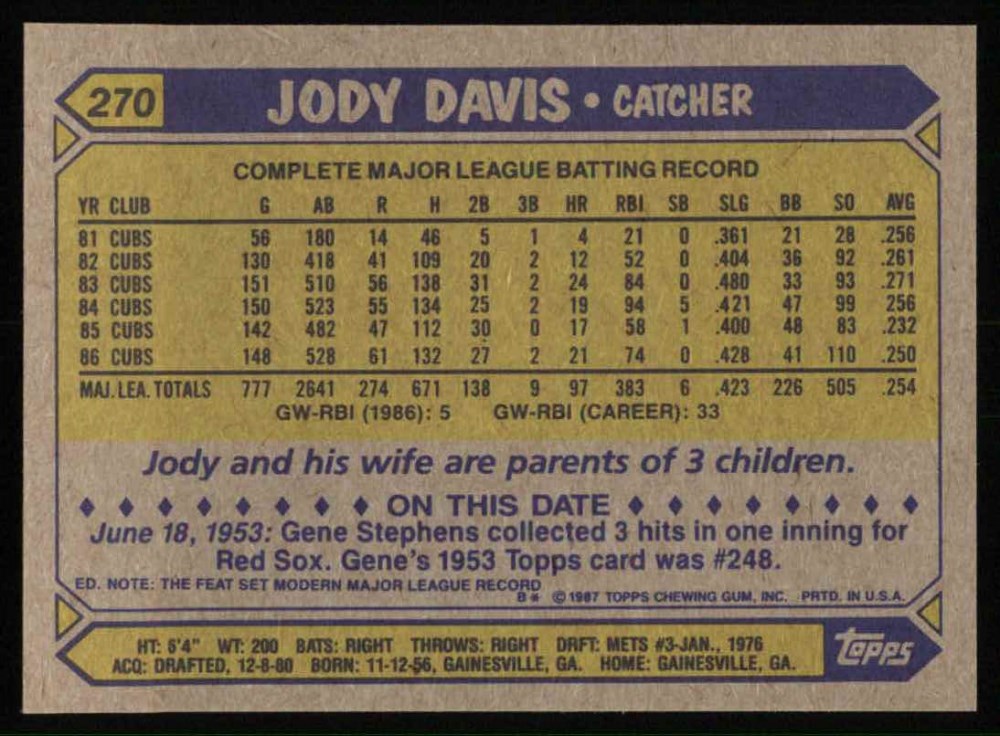 270 JODY DAVIS • CATCHER
COMPLETE MAJOR LEAGUE BATTING RECORD
YR CLUB G AB R H 2B 3B HR RBI SB SLG BB SO AVG
81 CUBS 56 180 14 46 5 1 4 21 0 .361 21 28 .256
82 CUBS 130 418 41 109 20 2 12 52 0 .404 36 92 .261
83 CUBS 151 510 56 138 31 2 24 84 0 .480 33 93 .271
84 CUBS 150 523 55 134 25 2 19 94 5 .421 47 99 256
85 CUBS 142 482 47 112 30 0 17 58 1 .400 48 83 .232
86 CUBS 148 528 61 132 27 2 21 74 0 .428 41 110 .250
MAJ. LEA. TOTALS 777 2641 274 671 138 9 97 383 6 .423 226 505 .254
GW-RBI (1986): 5 GW-RBI (CAREER): 33
Jody and his wife are parents of 3 children.
♦ ♦ ♦ ♦ ♦ ♦ ♦ ♦ ON THIS DATE ♦ ♦ ♦ ♦ ♦ ♦ ♦ ♦
June 18, 1953: Gene Stephens collected 3 hits in one inning for
Red Sox. Gene's 1953 Topps card was #248.
ED. NOTE: THE FEAT SET MODERN MAJOR LEAGUE RECORD
B* ©1987 TOPPS CHEWING GUM, INC. PRTD. IN U.S.A.
HT: 6'4" WT: 200 BATS: RIGHT THROWS: RIGHT DRFT: METS #3-JAN., 1976
ACQ: DRAFTED, 12-8-80 BORN: 11-12-56, GAINESVILLE, GA. HOME: GAINESVILLE, GA.
Topps